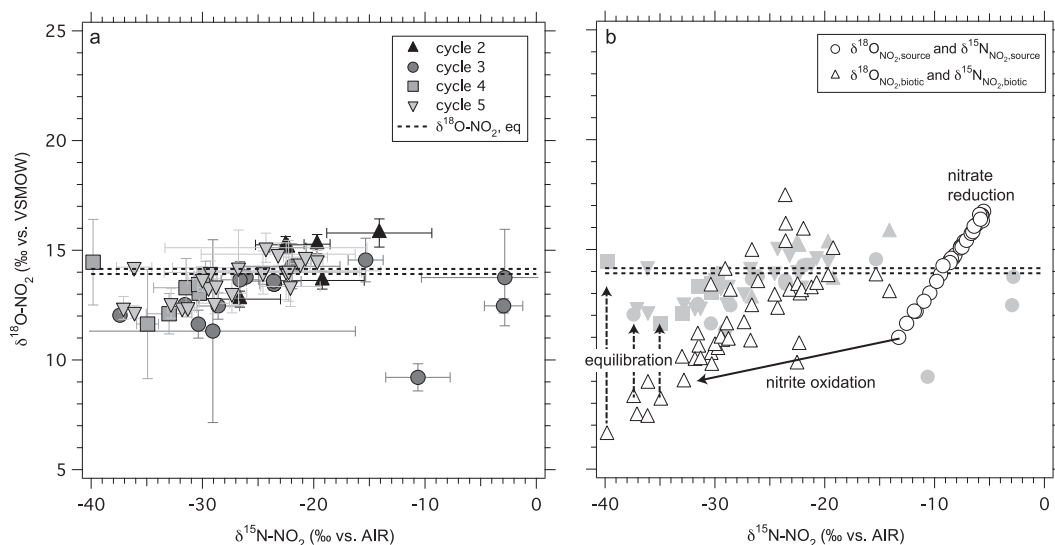 a
cycle 2
cycle 3
cycle 4
cycle 5
δ18O-NO2, eq
25
20
15
10
5
δ18O-NO2 (‰ vs. VSMOW)
-40 -30 -20 -10 0
δ15N-NO2 (‰ vs. AIR)
b
δ18ONO2,source and δ15NNO2,source
δ18ONO2,biotic and δ15NNO2,biotic
nitrate
reduction
equilibration
nitrite oxidation
-40 -30 -20 -10 0
δ15N-NO2 (‰ vs. AIR)